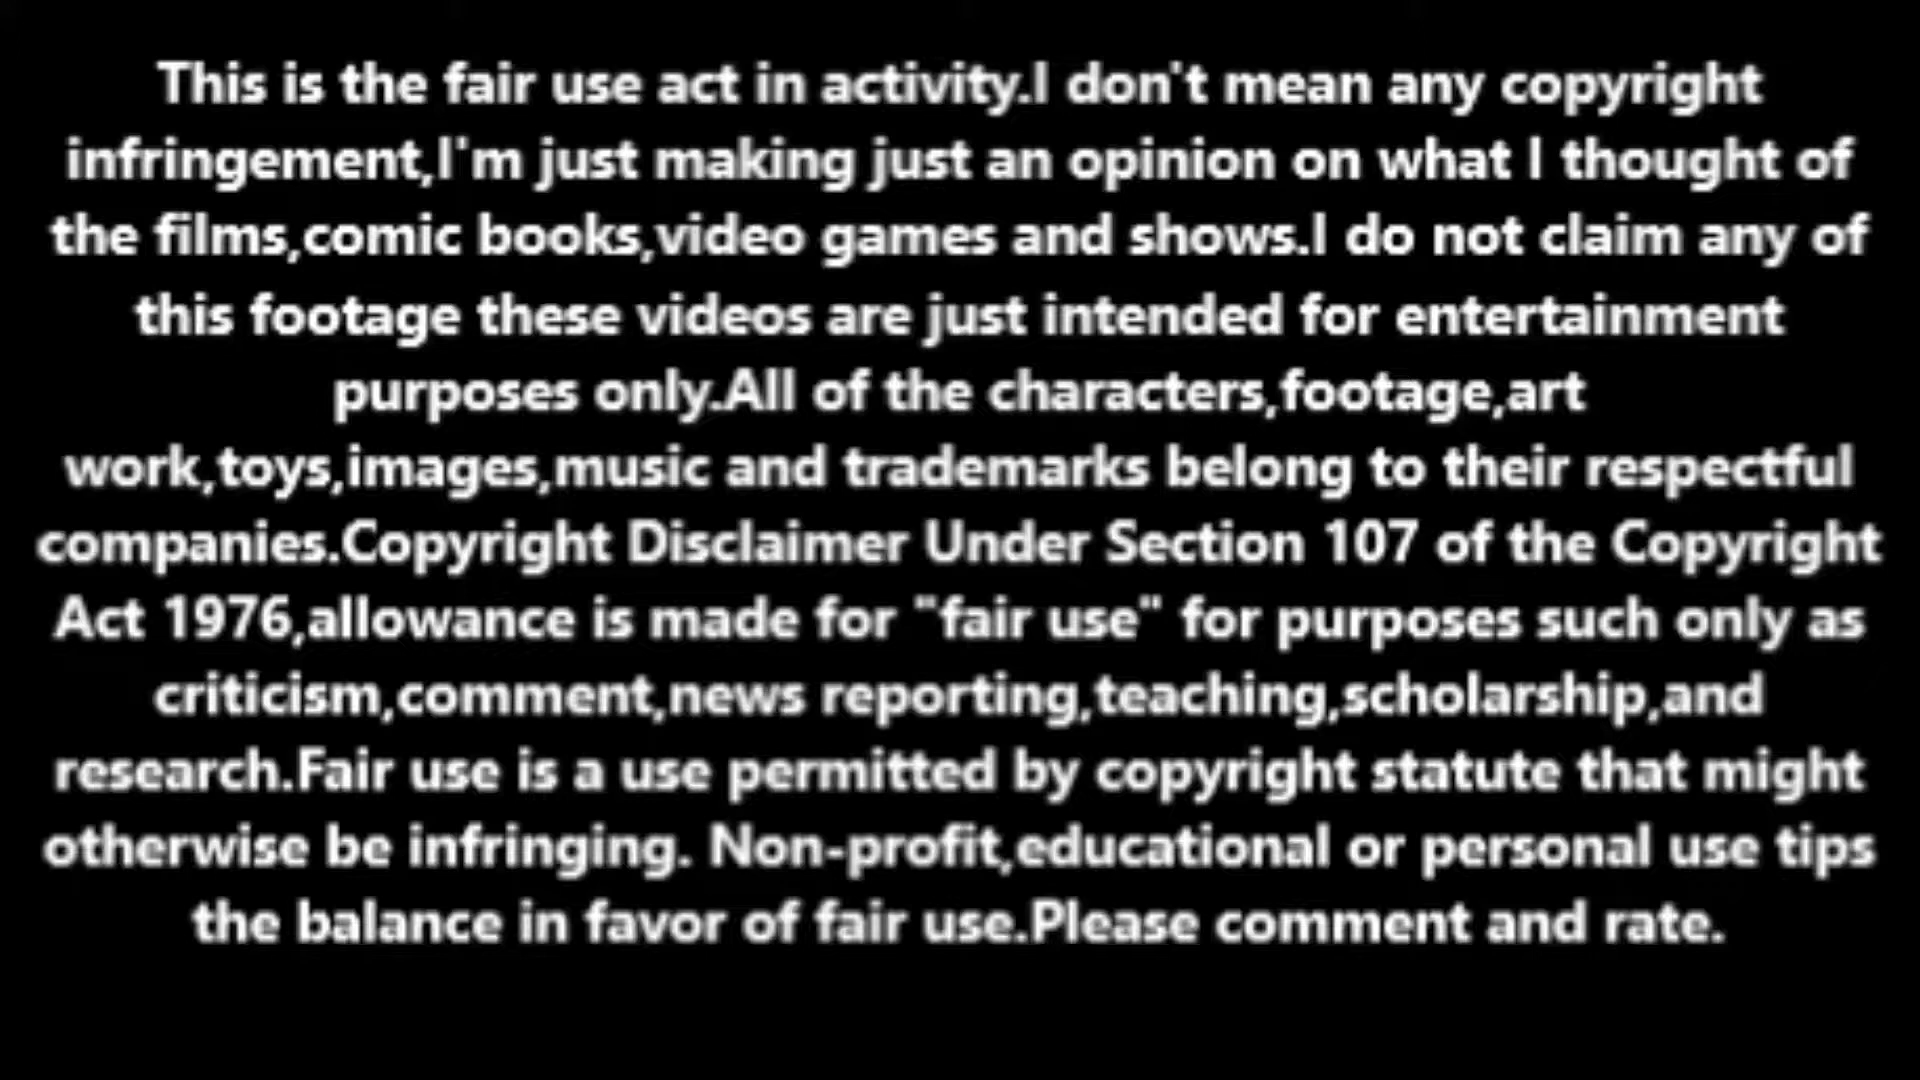 This is the fair use act in activity.I don't mean any copyright
infringement,I'm just making just an opinion on what I thought of
the films,comic books,video games and shows.I do not claim any of
this footage these videos are just intended for entertainment
purposes only.All of the characters,footage,art
work,toys,images,music and trademarks belong to their respectful
companies.Copyright Disclaimer Under Section 107 of the Copyright
Act 1976,allowance is made for "fair use" for purposes such only as
criticism,comment,news reporting,teaching,scholarship,and
research.Fair use is a use permitted by copyright statute that might
otherwise be infringing. Non-profit,educational or personal use tips
the balance in favor of fair use.Please comment and rate.